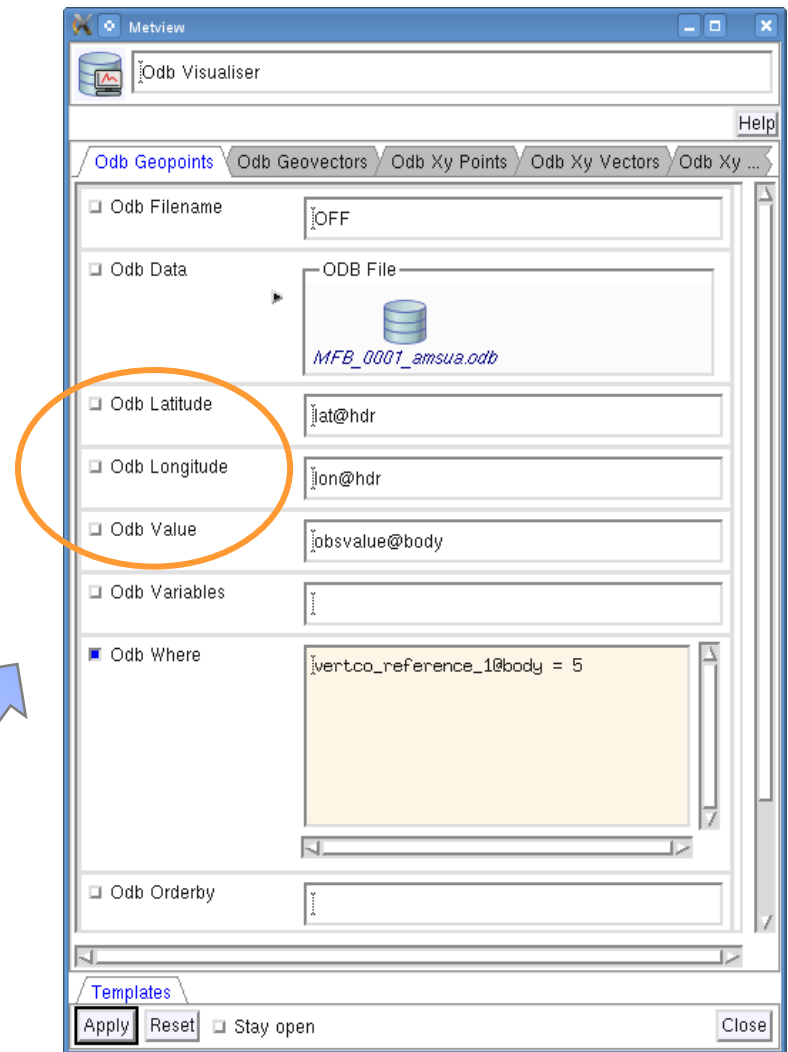 Metview
Odb Visualiser
Help
Odb Geopoints Odb Geovectors Odb Xy Points Odb Xy Vectors Odb Xy ...
Odb Filename OFF
Odb Data ODB File
MFB_0001_amsua.odb
Odb Latitude lat@hdr
Odb Longitude lon@hdr
Odb Value obsvalue@body
Odb Variables
Odb Where vertco_reference_1@body = 5
Odb Orderby
Templates
Apply Reset Stay open Close